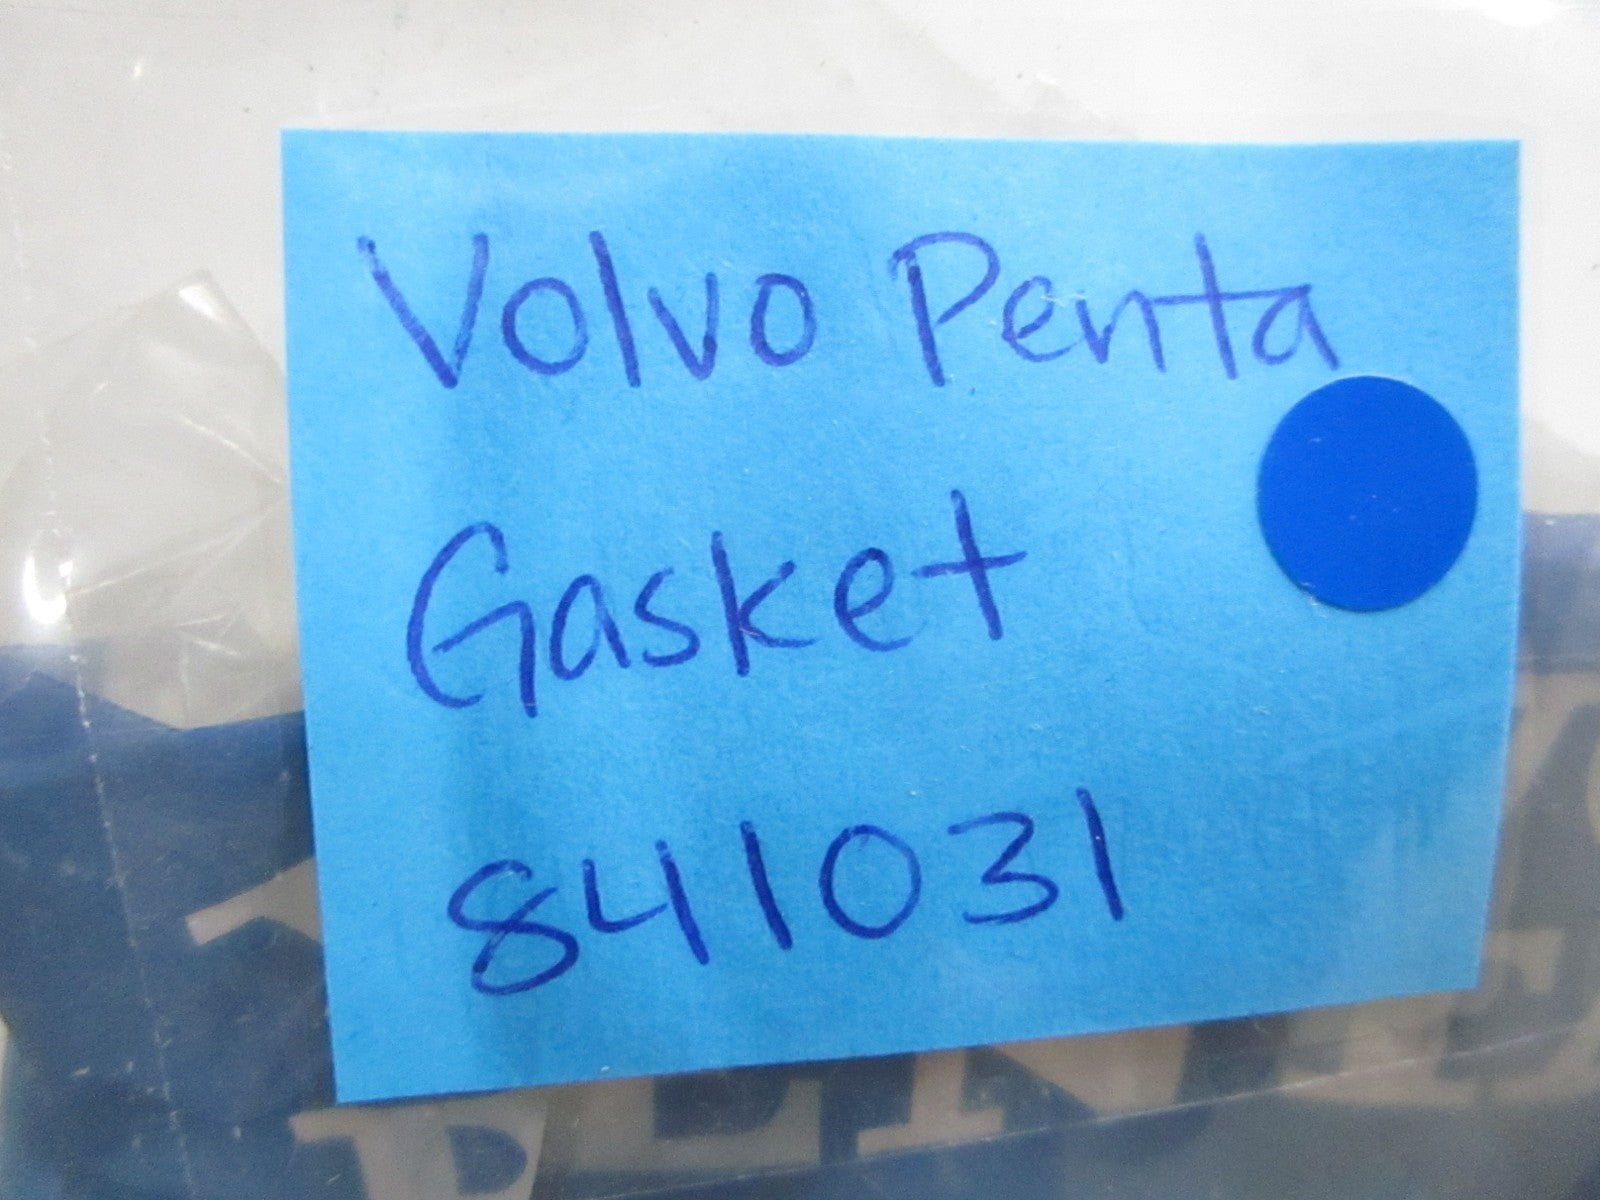 Volvo Penta
Gasket
841031